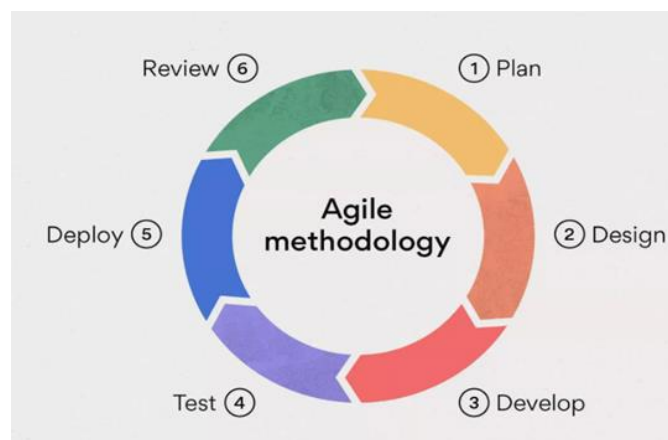 Review 6
1 Plan
Agile
methodology
Deploy 5
2 Design
Test 4
3 Develop